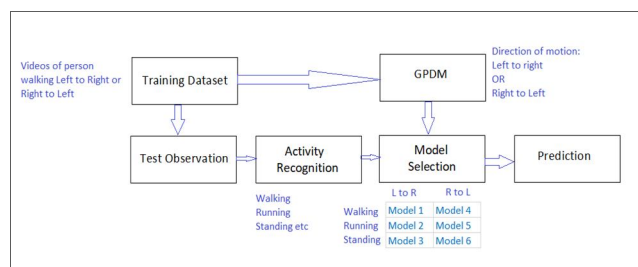 Videos of person
walking Left to Right or
Right to Left
Training Dataset
GPDM
Direction of motion:
Left to right
OR
Right to Left
Test Observation
Activity
Recognition
Model
Selection
Prediction
Walking
Running
Standing etc
L to R R to L
Walking Model 1 Model 4
Running Model 2 Model 5
Standing Model 3 Model 6